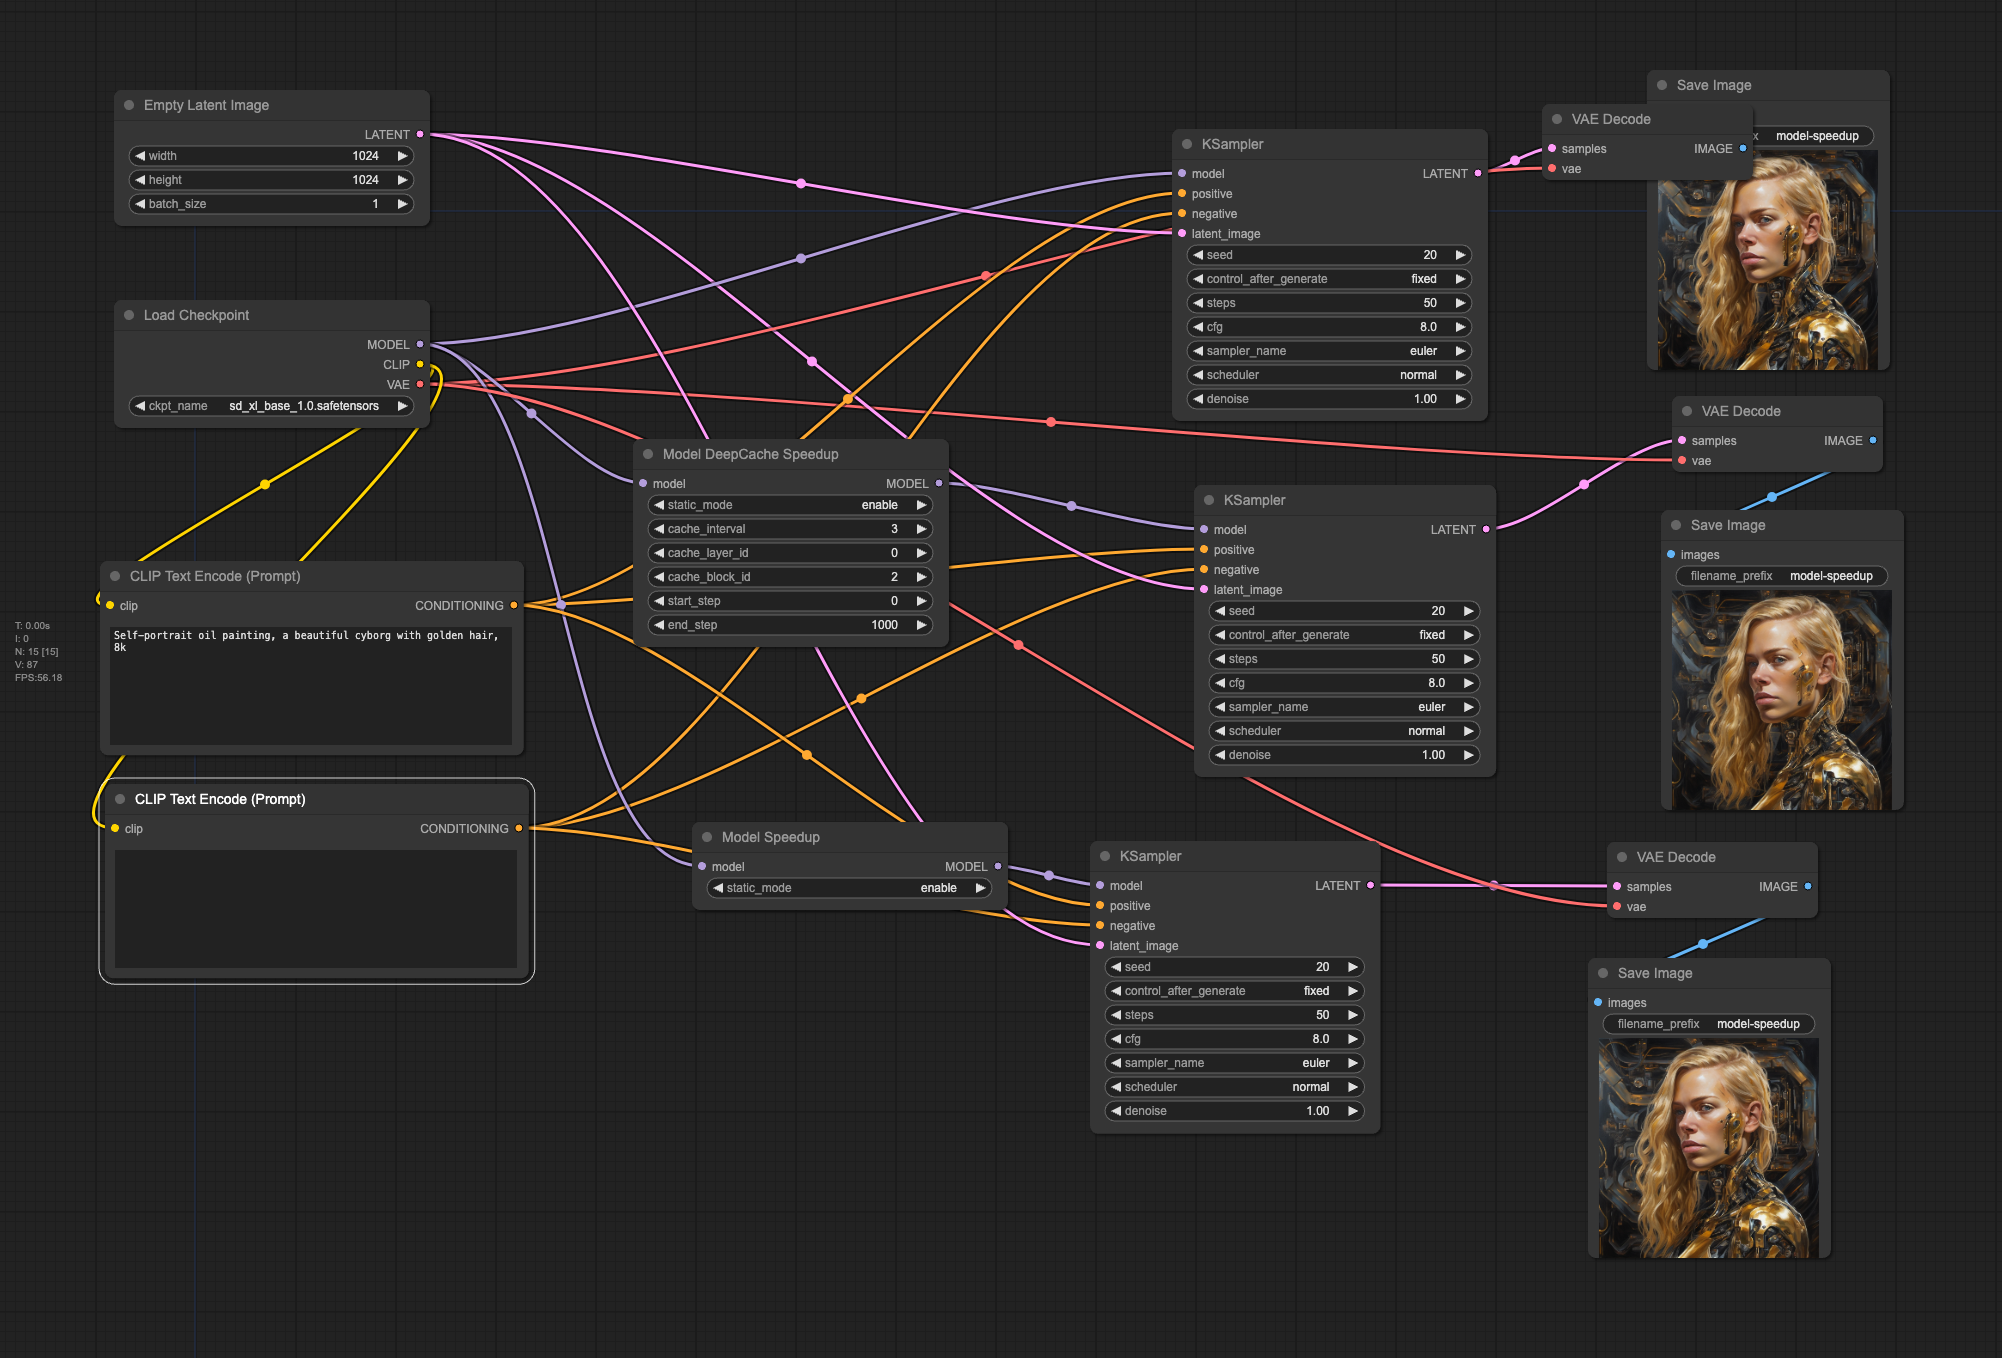 Empty Latent Image
LATENT
width 1024
height 1024
batch_size 1
Load Checkpoint
MODEL
CLIP
VAE
ckpt_name sd_xl_base_1.0.safetensors
CLIP Text Encode (Prompt)
clip CONDITIONING
Self-portrait oil painting, a beautiful cyborg with golden hair,
8k
T: 0.00s
I: 0
N: 15 [15]
V: 87
FPS:56.18
CLIP Text Encode (Prompt)
clip CONDITIONING
Model DeepCache Speedup
model MODEL
static_mode enable
cache_interval 3
cache_layer_id 0
cache_block_id 2
start_step 0
end_step 1000
Model Speedup
model MODEL
static_mode enable
KSampler
model LATENT
positive
negative
latent_image
seed 20
control_after_generate fixed
steps 50
cfg 8.0
sampler_name euler
scheduler normal
denoise 1.00
VAE Decode
samples IMAGE
vae
Save Image
x model-speedup
KSampler
model LATENT
positive
negative
latent_image
seed 20
control_after_generate fixed
steps 50
cfg 8.0
sampler_name euler
scheduler normal
denoise 1.00
VAE Decode
samples IMAGE
vae
Save Image
images
filename_prefix model-speedup
KSampler
model LATENT
positive
negative
latent_image
seed 20
control_after_generate fixed
steps 50
cfg 8.0
sampler_name euler
scheduler normal
denoise 1.00
VAE Decode
samples IMAGE
vae
Save Image
images
filename_prefix model-speedup